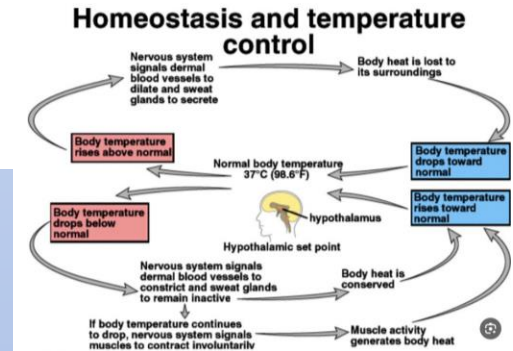 Homeostasis and temperature
control
Nervous system
signals dermal
blood vessels to
dilate and sweat
glands to secrete
Body heat is lost to
its surroundings
Body temperature
rises above normal
Body temperature
drops toward
normal
Normal body temperature
37°C (98.6°F)
Body temperature
rises toward
normal
Body temperature
drops below
normal
hypothalamus
Hypothalamic set point
Nervous system signals
dermal blood vessels to
constrict and sweat glands
to remain inactive
Body heat is
conserved
If body temperature continues
to drop, nervous system signals
muscles to contract involuntarily
Muscle activity
generates body heat